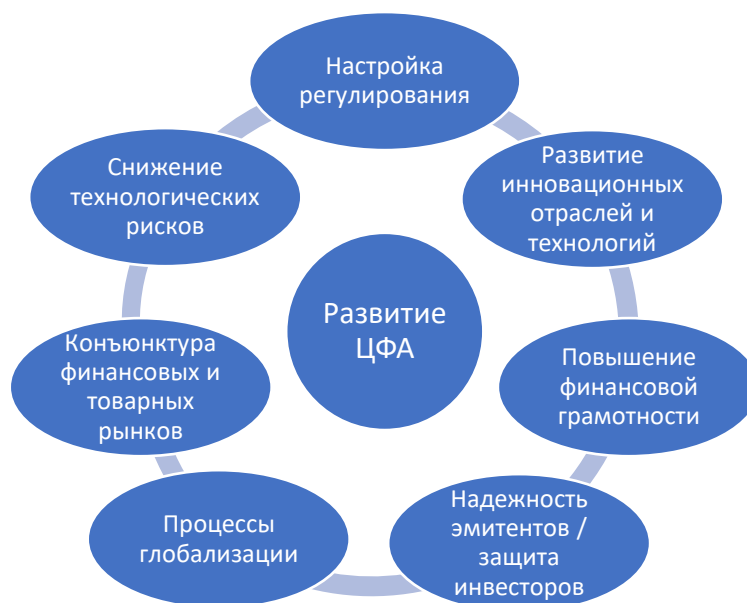 Настройка
регулирования
Развитие
инновационных
отраслей и
технологий
Повышение
финансовой
грамотности
Надежность
эмитентов /
защита
инвесторов
Процессы
глобализации
Конъюнктура
финансовых и
товарных
рынков
Снижение
технологических
рисков
Развитие
ЦФА